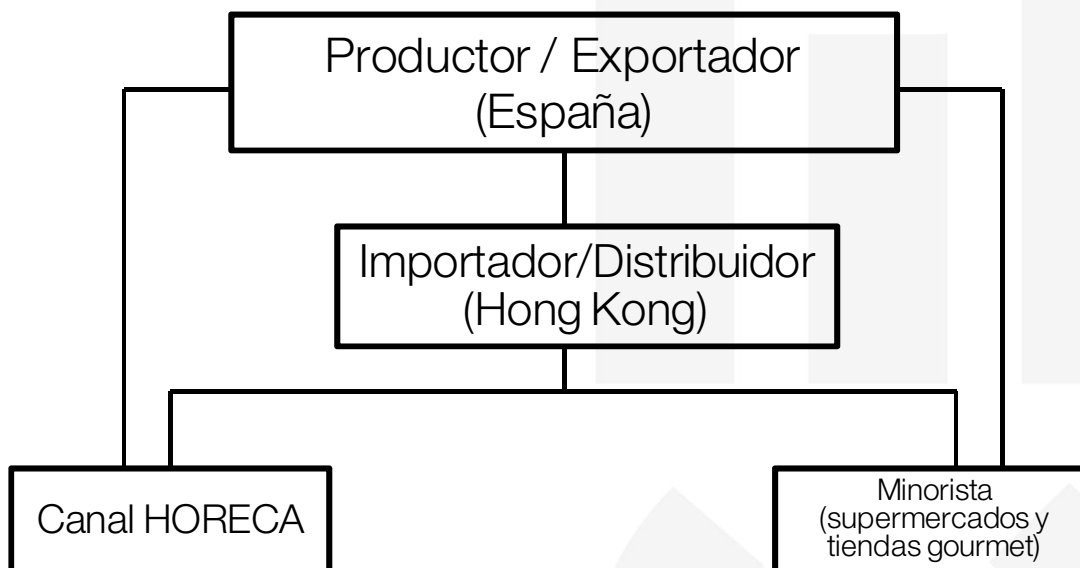 Productor / Exportador
(España)
Importador/Distribuidor
(Hong Kong)
Canal HORECA
Minorista
(supermercados y
tiendas gourmet)